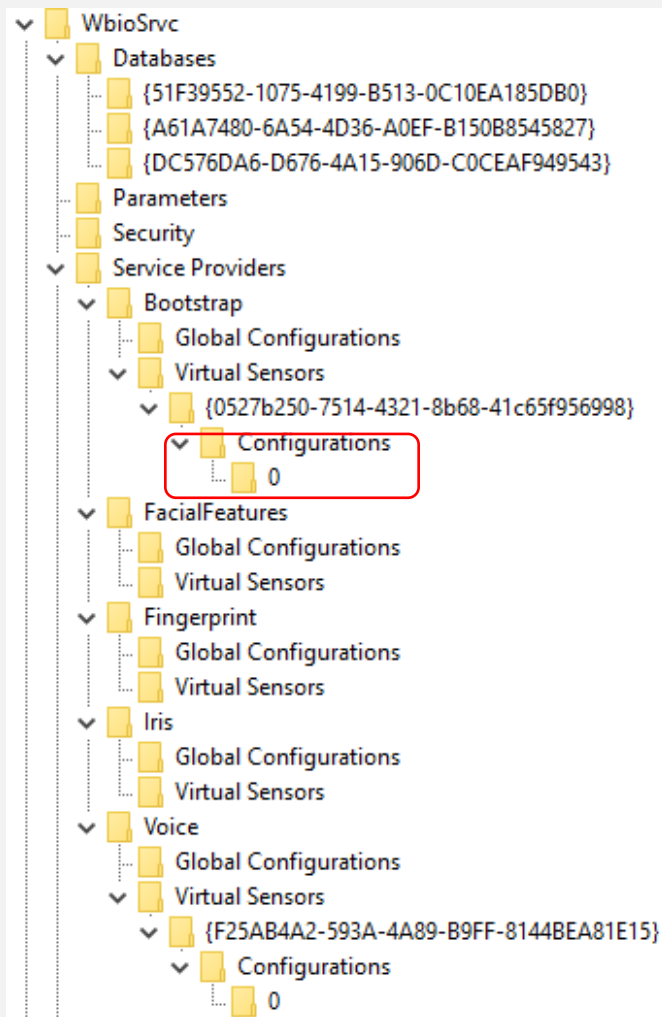 WbioSrvc
Databases
{51F39552-1075-4199-B513-0C10EA185DB0}
{A61A7480-6A54-4D36-A0EF-B150B8545827}
{DC576DA6-D676-4A15-906D-C0CEAF949543}
Parameters
Security
Service Providers
Bootstrap
Global Configurations
Virtual Sensors
{0527b250-7514-4321-8b68-41c65f956998}
Configurations
0
FacialFeatures
Global Configurations
Virtual Sensors
Fingerprint
Global Configurations
Virtual Sensors
Iris
Global Configurations
Virtual Sensors
Voice
Global Configurations
Virtual Sensors
{F25AB4A2-593A-4A89-B9FF-8144BEA81E15}
Configurations
0